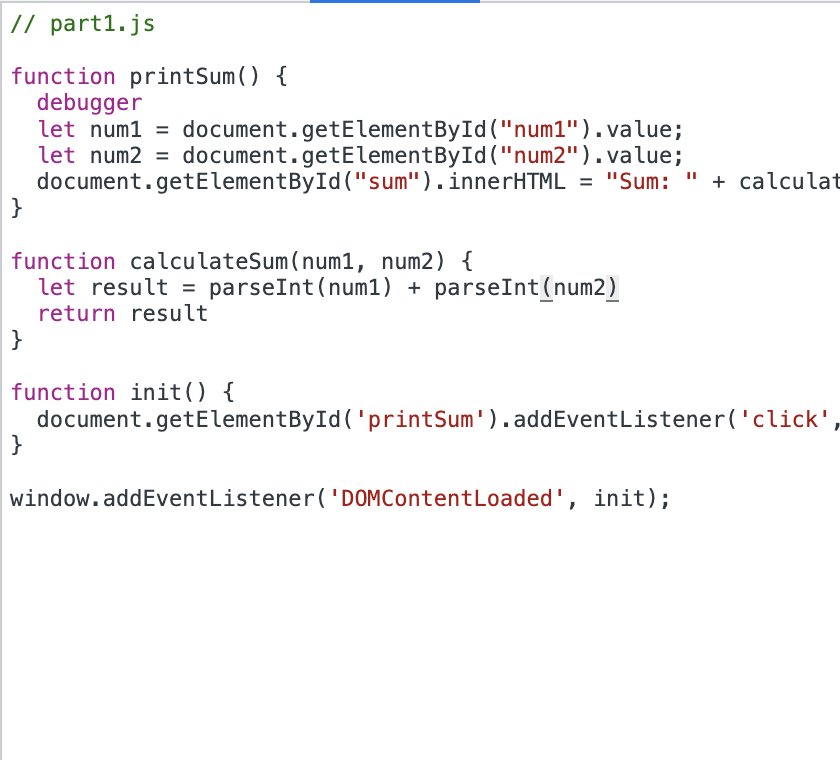 // part1.js
function printSum() {
debugger
let num1 = document.getElementById("num1").value;
let num2 = document.getElementById("num2").value;
document.getElementById("sum").innerHTML = "Sum: " + calculat
}
function calculateSum(num1, num2) {
let result = parseInt(num1) + parseInt(num2)
return result
}
function init() {
document.getElementById('printSum').addEventListener('click',
}
window.addEventListener('DOMContentLoaded', init);